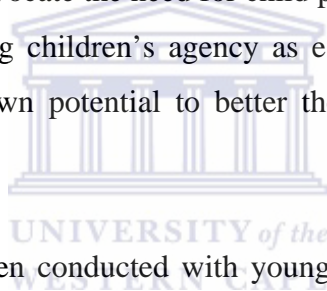 the need for child p
g children's agency as e
wn potential to better th
UNIVERSITY of the
en conducted with young
WESTERN CAPE